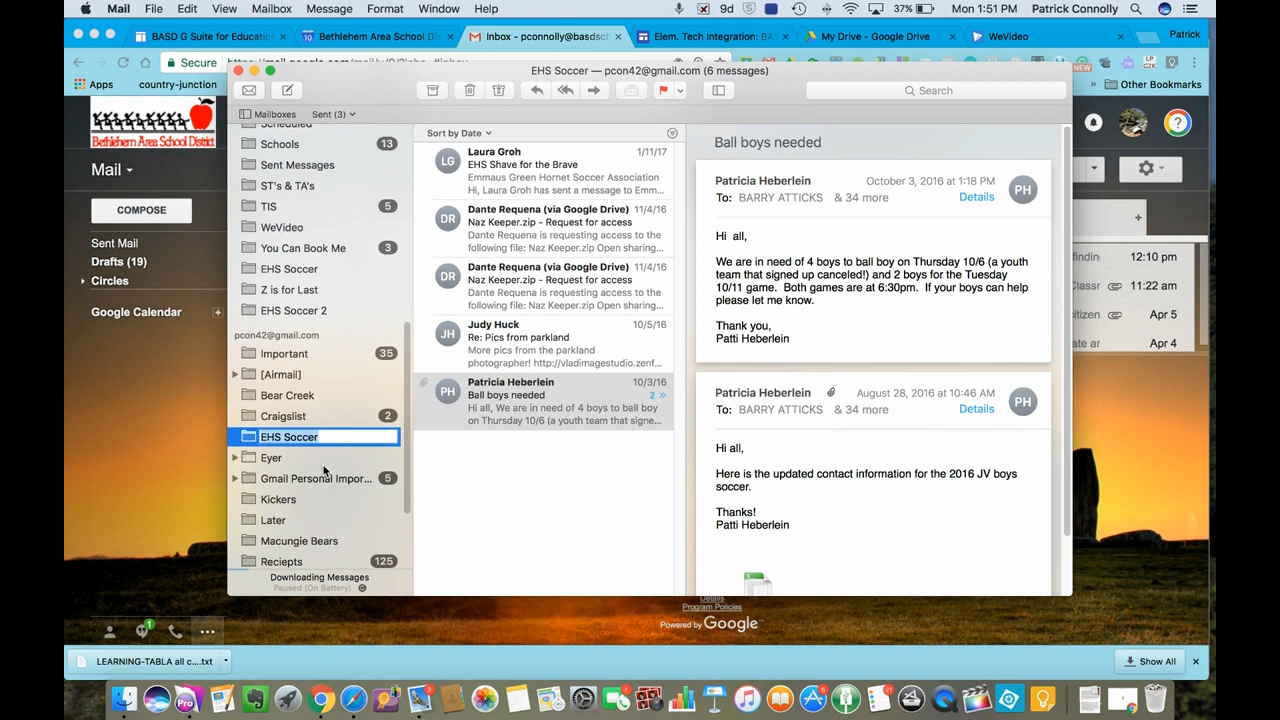 Mail File Edit View Mailbox Message Format Window Help 9d 37% Mon 1:51 PM Patrick Connolly
BASD G Suite for Educatio × Bethlehem Area School Di × Inbox - pconnolly@basdsch × Elem. Tech Integration: BA × My Drive - Google Drive × WeVideo × Patrick
Secure
Apps country-junction » Other Bookmarks
NEW
Bethlehem Area School District
Mail
COMPOSE
Sent Mail
Drafts (19)
Circles
Google Calendar
EHS Soccer — pcon42@gmail.com (6 messages)
Search
Mailboxes Sent (3)
Scheduled
Schools 13
Sent Messages
ST's & TA's
TIS 5
WeVideo
You Can Book Me 3
EHS Soccer
Z is for Last
EHS Soccer 2
pcon42@gmail.com
Important 35
[Airmail]
Bear Creek
Craigslist 2
EHS Soccer
Eyer
Gmail Personal Impor... 5
Kickers
Later
Macungie Bears
Reciepts 125
Downloading Messages
Paused (On Battery)
Sort by Date
LG Laura Groh 1/11/17
EHS Shave for the Brave
Emmaus Green Hornet Soccer Association
Hi, Laura Groh has sent a message to Emm...
DR Dante Requena (via Google Drive) 11/4/16
Naz Keeper.zip - Request for access
Dante Requena is requesting access to the
following file: Naz Keeper.zip Open sharing...
DR Dante Requena (via Google Drive) 11/4/16
Naz Keeper.zip - Request for access
Dante Requena is requesting access to the
following file: Naz Keeper.zip Open sharing...
JH Judy Huck 10/5/16
Re: Pics from parkland
More pics from the parkland
photographer! http://vladimagestudio.zenf...
PH Patricia Heberlein 10/3/16
Ball boys needed 2 »
Hi all, We are in need of 4 boys to ball boy
on Thursday 10/6 (a youth team that signe...
Ball boys needed
Patricia Heberlein October 3, 2016 at 1:18 PM PH
To: BARRY ATTICKS & 34 more Details
Hi all,
We are in need of 4 boys to ball boy on Thursday 10/6 (a youth
team that signed up canceled!) and 2 boys for the Tuesday
10/11 game. Both games are at 6:30pm. If your boys can help
please let me know.
Thank you,
Patti Heberlein
Patricia Heberlein August 28, 2016 at 10:46 AM PH
To: BARRY ATTICKS & 34 more Details
Hi all,
Here is the updated contact information for the 2016 JV boys
soccer.
Thanks!
Patti Heberlein
12:10 pm
11:22 am
Apr 5
Apr 4
Details
Program Policies
Powered by Google
LEARNING-TABLA all c....txt
Show All ×